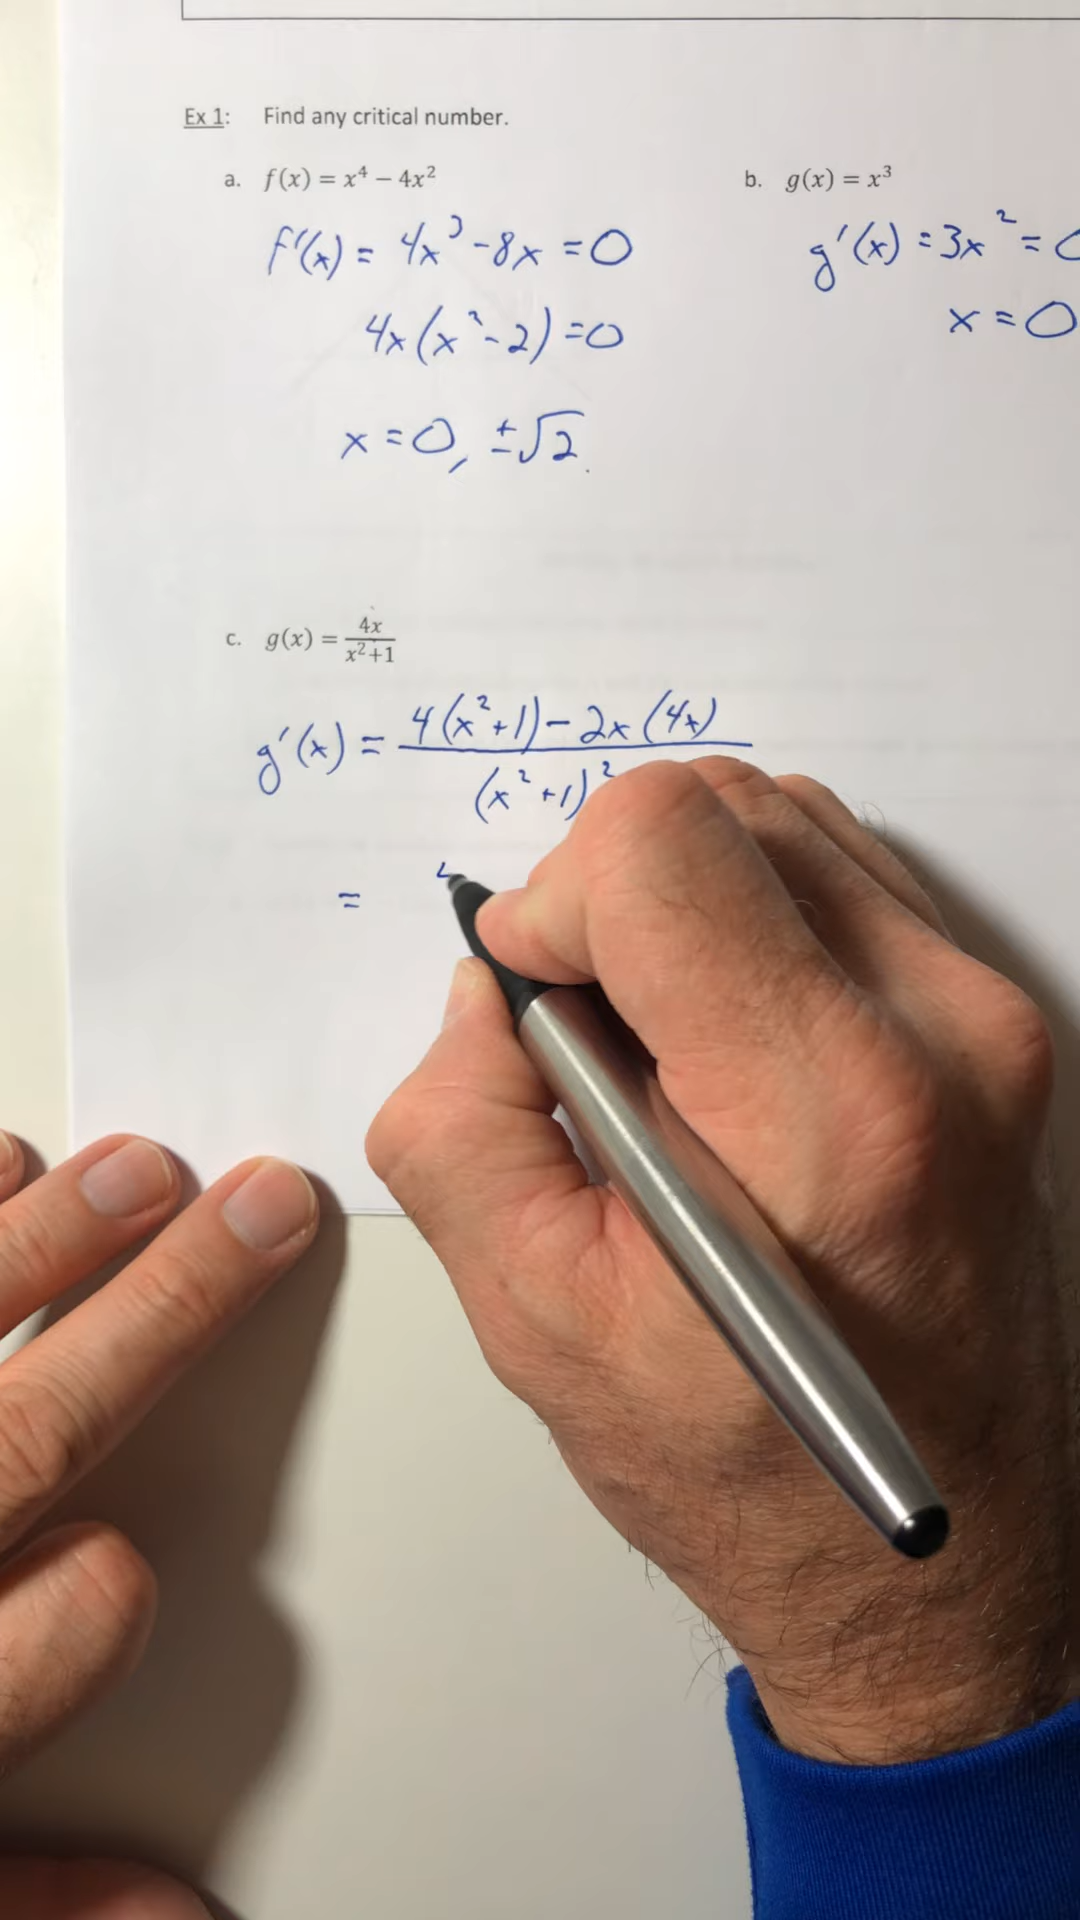 Ex 1: Find any critical number.
a. f(x) = x⁴ − 4x²
f'(x) = 4x³ - 8x = 0
4x(x² - 2) = 0
x = 0, ±√2
b. g(x) = x³
g'(x) = 3x² = 0
x = 0
c. g(x) = 4x / x²+1
g'(x) = 4(x²+1) - 2x(4x) / (x²+1)²
=